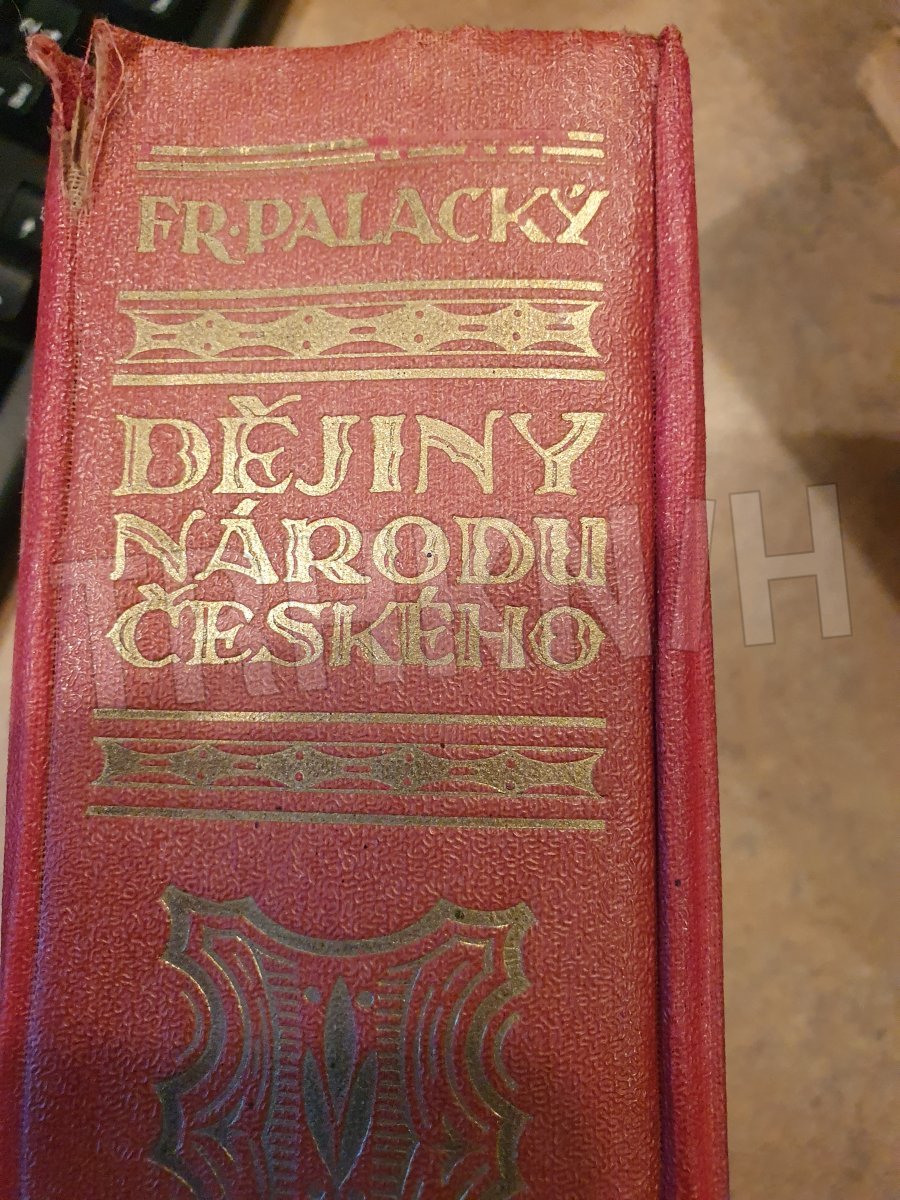 FR. PALACKÝ
DĚJINY
NÁRODU
ČESKÉHO